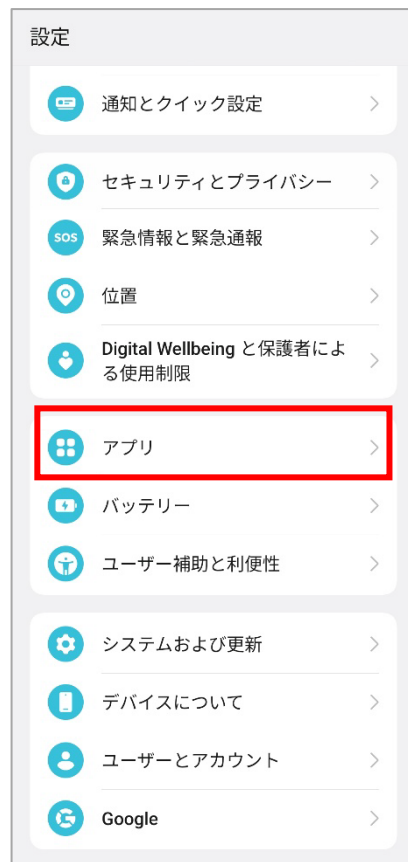 設定
通知とクイック設定
セキュリティとプライバシー
SOS
緊急情報と緊急通報
位置
Digital Wellbeing と保護者によ
る使用制限
アプリ
バッテリー
ユーザー補助と利便性
システムおよび更新
デバイスについて
ユーザーとアカウント
G
Google